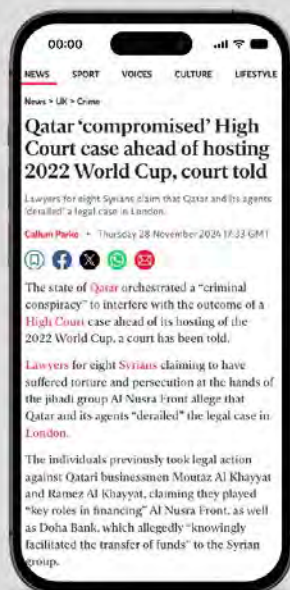 00:00
NEWS SPORT VOICES CULTURE LIFESTYLE
News > UK > Crime
Qatar ‘compromised’ High
Court case ahead of hosting
2022 World Cup, court told
Lawyers for eight Syrians claim that Qatar and its agents
‘derailed’ a legal case in London.
Callum Parke • Thursday 28 November 2024 17:33 GMT
The state of Qatar orchestrated a “criminal
conspiracy” to interfere with the outcome of a
High Court case ahead of its hosting of the
2022 World Cup, a court has been told.
Lawyers for eight Syrians claiming to have
suffered torture and persecution at the hands of
the jihadi group Al Nusra Front allege that
Qatar and its agents “derailed” the legal case in
London.
The individuals previously took legal action
against Qatari businessmen Moutaz Al Khayyat
and Ramez Al Khayyat, claiming they played
“key roles in financing” Al Nusra Front, as well
as Doha Bank, which allegedly “knowingly
facilitated the transfer of funds” to the Syrian
group.